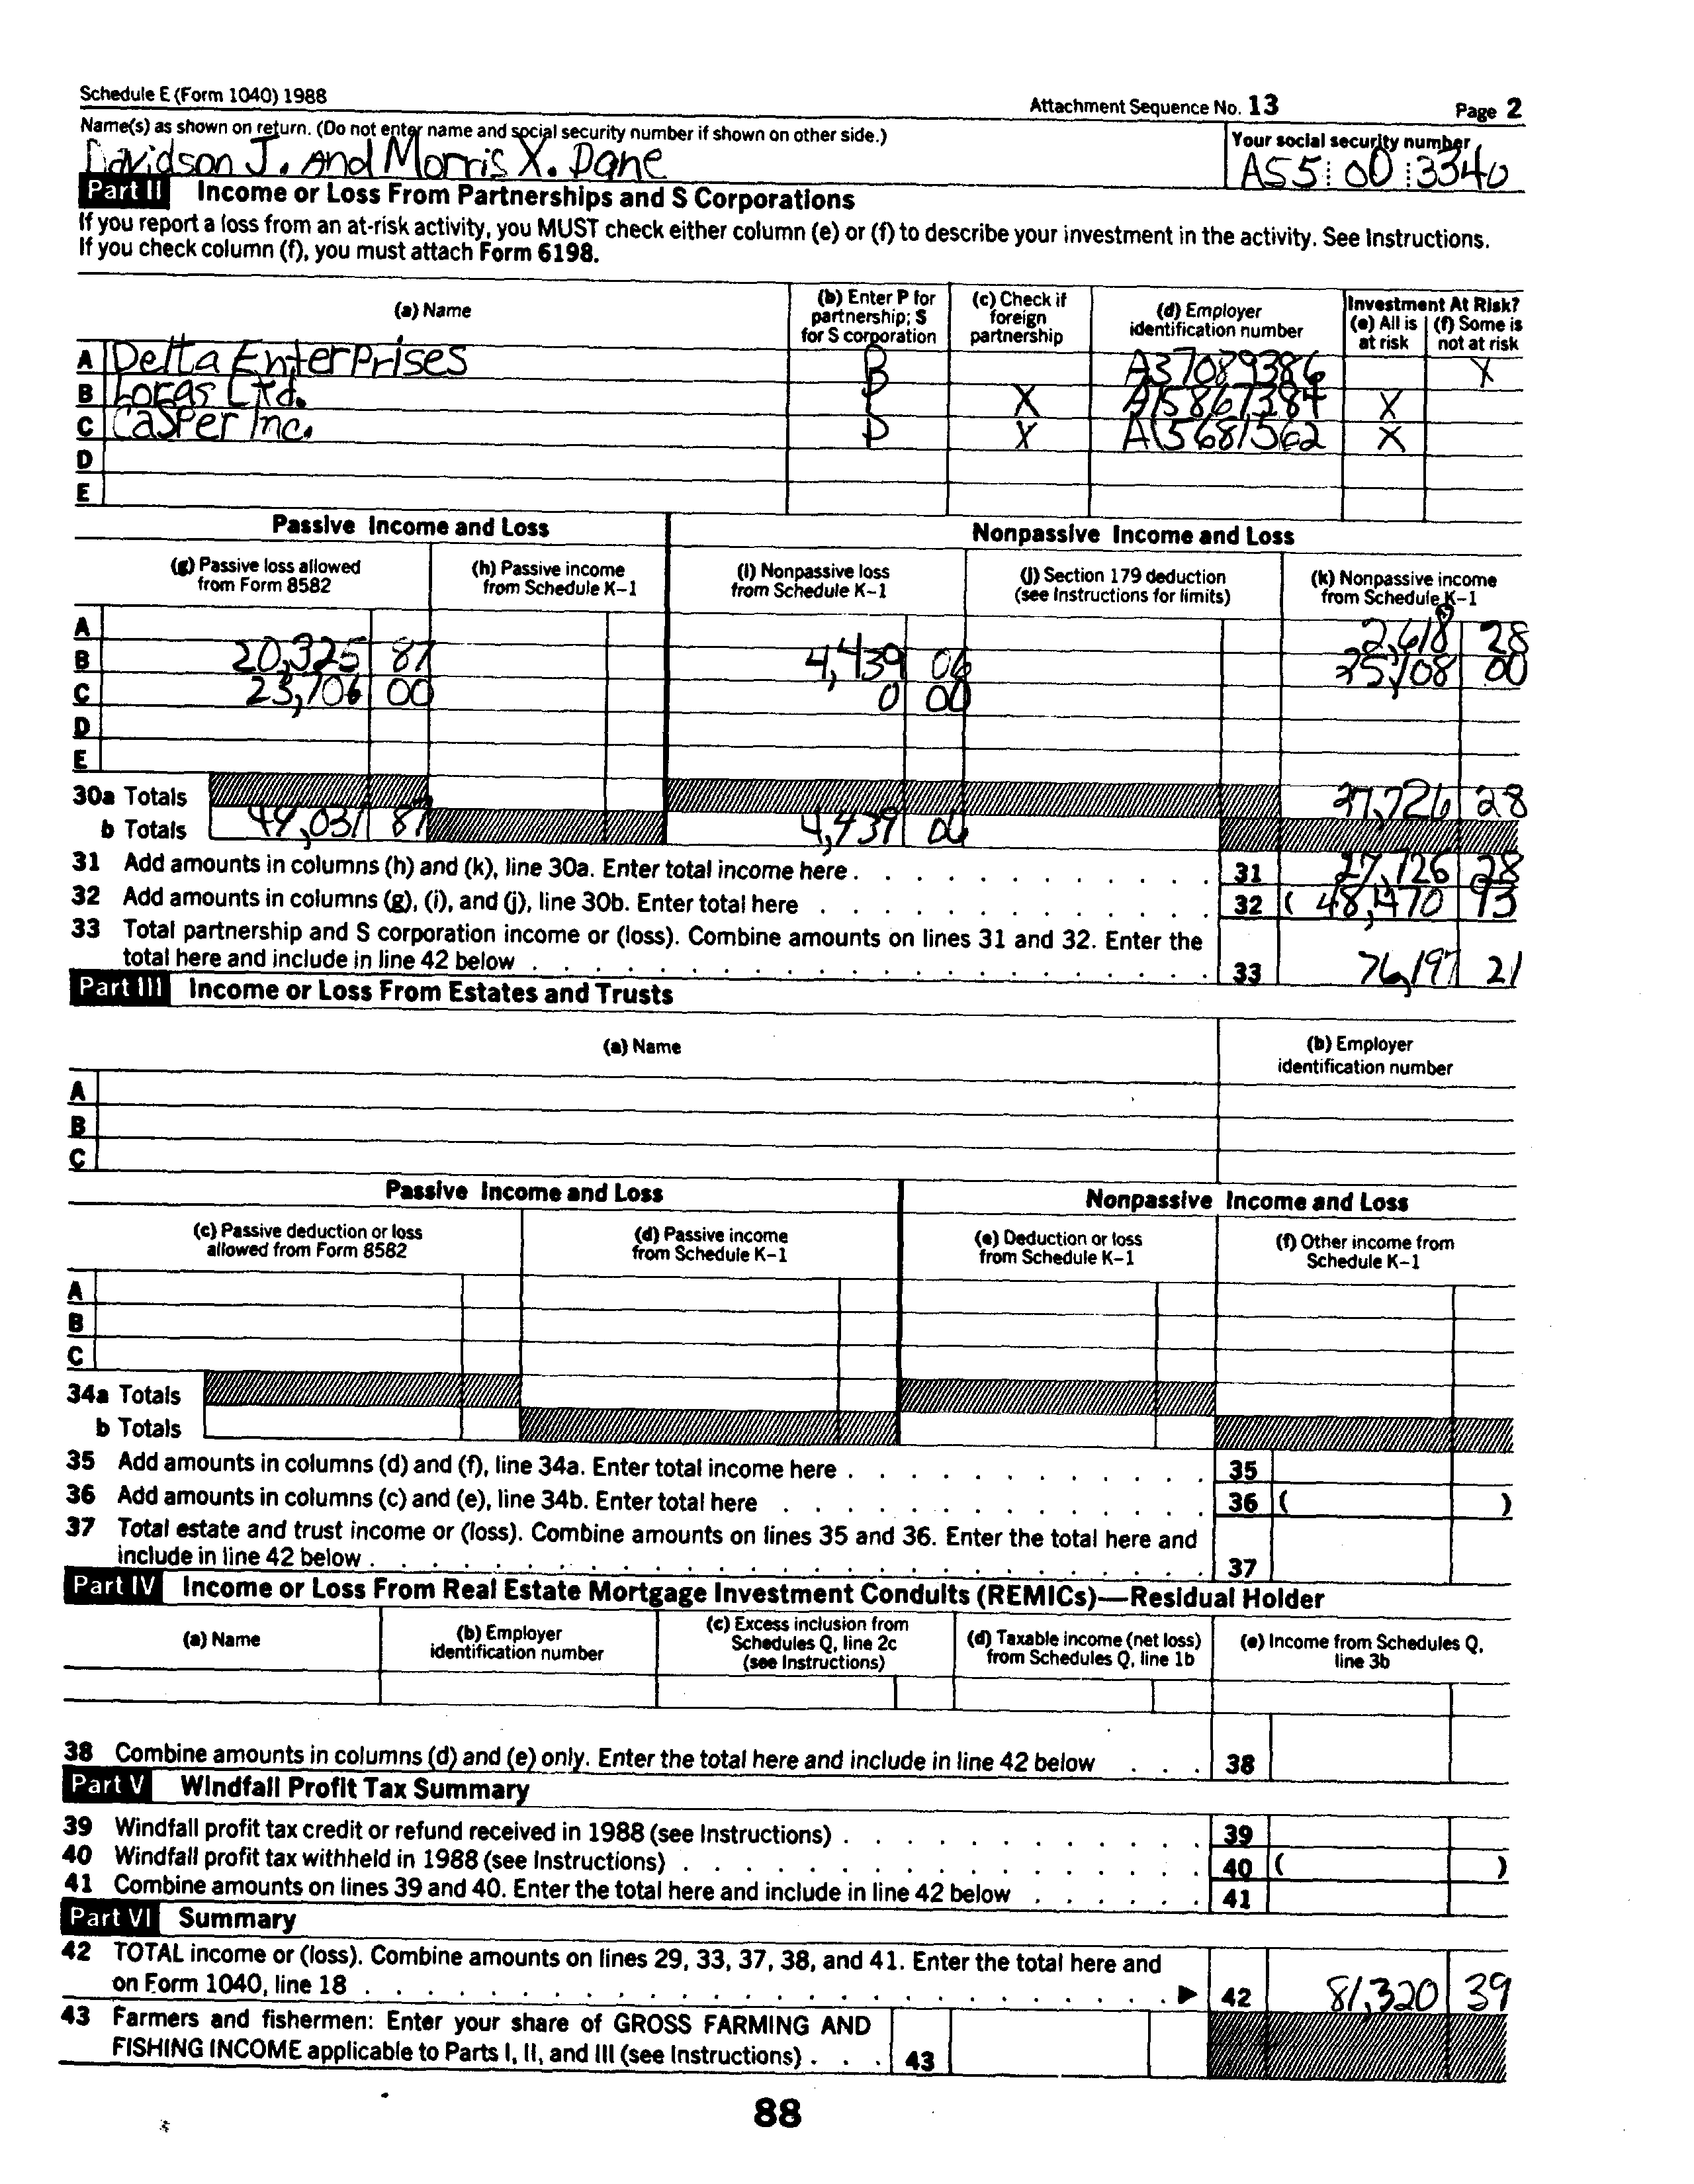 Schedule E (Form 1040) 1988 Attachment Sequence No. 13 Page 2
Name(s) as shown on return. (Do not enter name and social security number if shown on other side.) Your social security number
Davidson J. And Morris X. Dane AS5 00 3340
Part II Income or Loss From Partnerships and S Corporations
If you report a loss from an at-risk activity, you MUST check either column (e) or (f) to describe your investment in the activity. See Instructions.
If you check column (f), you must attach Form 6198.
(a) Name (b) Enter P for partnership; S for S corporation (c) Check if foreign partnership (d) Employer identification number Investment At Risk? (e) All is at risk (f) Some is not at risk
A Delta Enterprises P A37089386 X
B Loras Ltd. P X A15867384 X
C Casper Inc. P X A15681562 X
D
E
Passive Income and Loss Nonpassive Income and Loss
(g) Passive loss allowed from Form 8582 (h) Passive income from Schedule K-1 (i) Nonpassive loss from Schedule K-1 (j) Section 179 deduction (see Instructions for limits) (k) Nonpassive income from Schedule K-1
A 2,618 28
B 20,325 87 4,439 06 25,108 00
C 23,706 00 0 00
D
E
30a Totals 27,726 28
b Totals 44,031 87 4,439 06
31 Add amounts in columns (h) and (k), line 30a. Enter total income here 31 27,726 28
32 Add amounts in columns (g), (i), and (j), line 30b. Enter total here 32 ( 48,470 93
33 Total partnership and S corporation income or (loss). Combine amounts on lines 31 and 32. Enter the
total here and include in line 42 below 33 76,197 21
Part III Income or Loss From Estates and Trusts
(a) Name (b) Employer identification number
A
B
C
Passive Income and Loss Nonpassive Income and Loss
(c) Passive deduction or loss allowed from Form 8582 (d) Passive income from Schedule K-1 (e) Deduction or loss from Schedule K-1 (f) Other income from Schedule K-1
A
B
C
34a Totals
b Totals
35 Add amounts in columns (d) and (f), line 34a. Enter total income here 35
36 Add amounts in columns (c) and (e), line 34b. Enter total here 36 ( )
37 Total estate and trust income or (loss). Combine amounts on lines 35 and 36. Enter the total here and
include in line 42 below 37
Part IV Income or Loss From Real Estate Mortgage Investment Conduits (REMICs)—Residual Holder
(a) Name (b) Employer identification number (c) Excess inclusion from Schedules Q, line 2c (see Instructions) (d) Taxable income (net loss) from Schedules Q, line 1b (e) Income from Schedules Q, line 3b
38 Combine amounts in columns (d) and (e) only. Enter the total here and include in line 42 below 38
Part V Windfall Profit Tax Summary
39 Windfall profit tax credit or refund received in 1988 (see Instructions) 39
40 Windfall profit tax withheld in 1988 (see Instructions) 40 ( )
41 Combine amounts on lines 39 and 40. Enter the total here and include in line 42 below 41
Part VI Summary
42 TOTAL income or (loss). Combine amounts on lines 29, 33, 37, 38, and 41. Enter the total here and
on Form 1040, line 18 ▶ 42 81,320 39
43 Farmers and fishermen: Enter your share of GROSS FARMING AND
FISHING INCOME applicable to Parts I, II, and III (see Instructions) 43
88